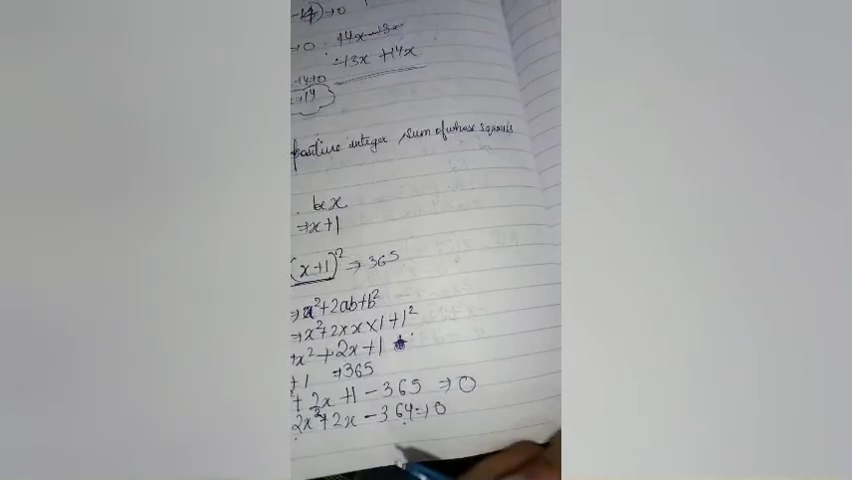 -14) ⇒ 0
⇒ 0 14x - 13x
-13x + 14x
-14 + 0
⇒ 14
positive integer, sum of whose squares
be x
⇒ x + 1
(x+1)² ⇒ 365
⇒ a² + 2ab + b²
⇒ x² + 2 × x × 1 + 1²
+x² + 2x + 1
+ 1 ⇒ 365
+ 2x + 1 - 365 ⇒ 0
2x² + 2x - 364 ⇒ 0